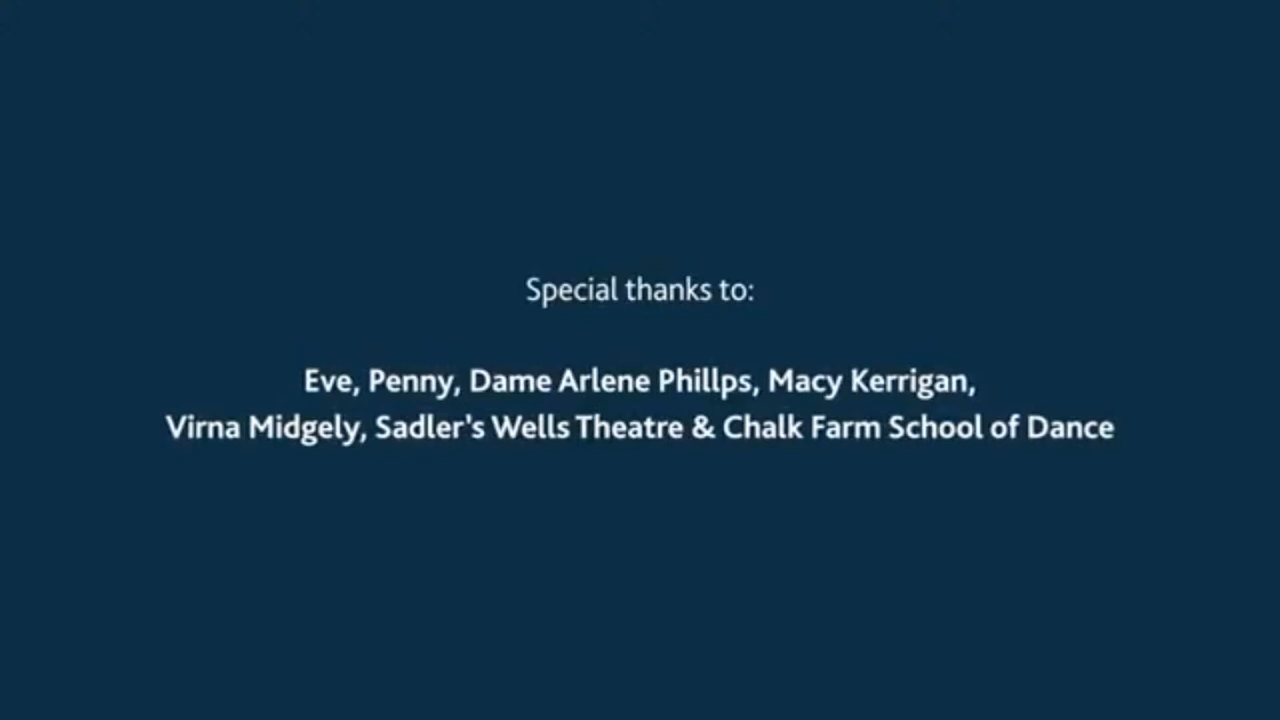 Special thanks to:
Eve, Penny, Dame Arlene Phillps, Macy Kerrigan,
Virna Midgely, Sadler's Wells Theatre & Chalk Farm School of Dance